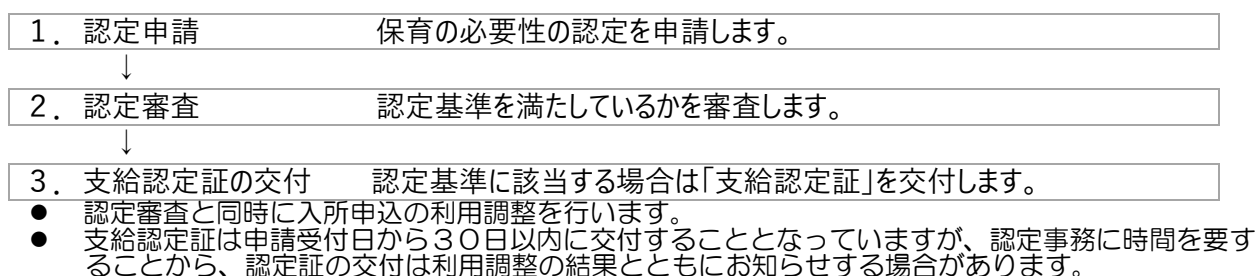 １．認定申請　保育の必要性の認定を申請します。
↓
２．認定審査　認定基準を満たしているかを審査します。
↓
３．支給認定証の交付　認定基準に該当する場合は「支給認定証」を交付します。
● 認定審査と同時に入所申込の利用調整を行います。
● 支給認定証は申請受付日から３０日以内に交付することとなっていますが、認定事務に時間を要す
ることから、認定証の交付は利用調整の結果とともにお知らせする場合があります。